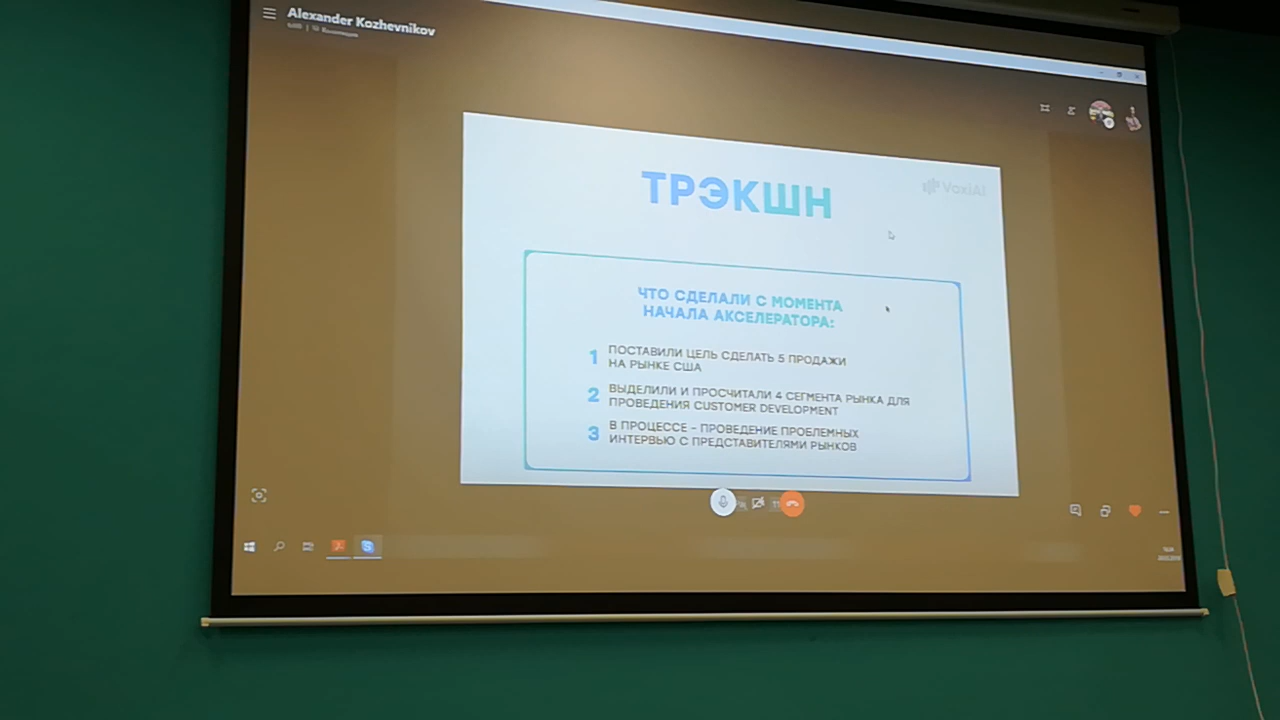 Alexander Kozhevnikov
ТРЭКШН
VoxiAI
ЧТО СДЕЛАЛИ С МОМЕНТА
НАЧАЛА АКСЕЛЕРАТОРА:
1 ПОСТАВИЛИ ЦЕЛЬ СДЕЛАТЬ 5 ПРОДАЖИ
НА РЫНКЕ США
2 ВЫДЕЛИЛИ И ПРОСЧИТАЛИ 4 СЕГМЕНТА РЫНКА ДЛЯ
ПРОВЕДЕНИЯ CUSTOMER DEVELOPMENT
3 В ПРОЦЕССЕ - ПРОВЕДЕНИЕ ПРОБЛЕМНЫХ
ИНТЕРВЬЮ С ПРЕДСТАВИТЕЛЯМИ РЫНКОВ